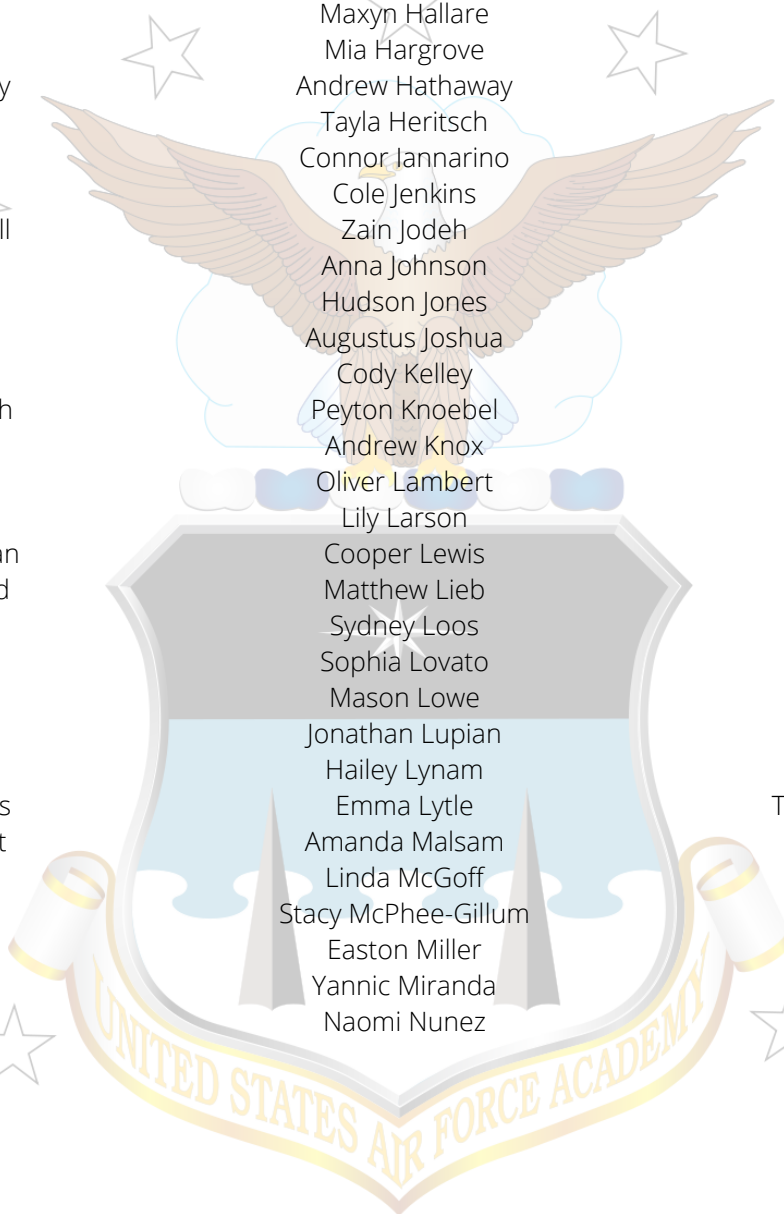 Maxyn Hallare
Mia Hargrove
Andrew Hathaway
Tayla Heritsch
Connor Iannarino
Cole Jenkins
Zain Jodeh
Anna Johnson
Hudson Jones
Augustus Joshua
Cody Kelley
Peyton Knoebel
Andrew Knox
Oliver Lambert
Lily Larson
Cooper Lewis
Matthew Lieb
Sydney Loos
Sophia Lovato
Mason Lowe
Jonathan Lupian
Hailey Lynam
Emma Lytle
Amanda Malsam
Linda McGoff
Stacy McPhee-Gillum
Easton Miller
Yannic Miranda
Naomi Nunez
UNITED STATES AIR FORCE ACADEMY